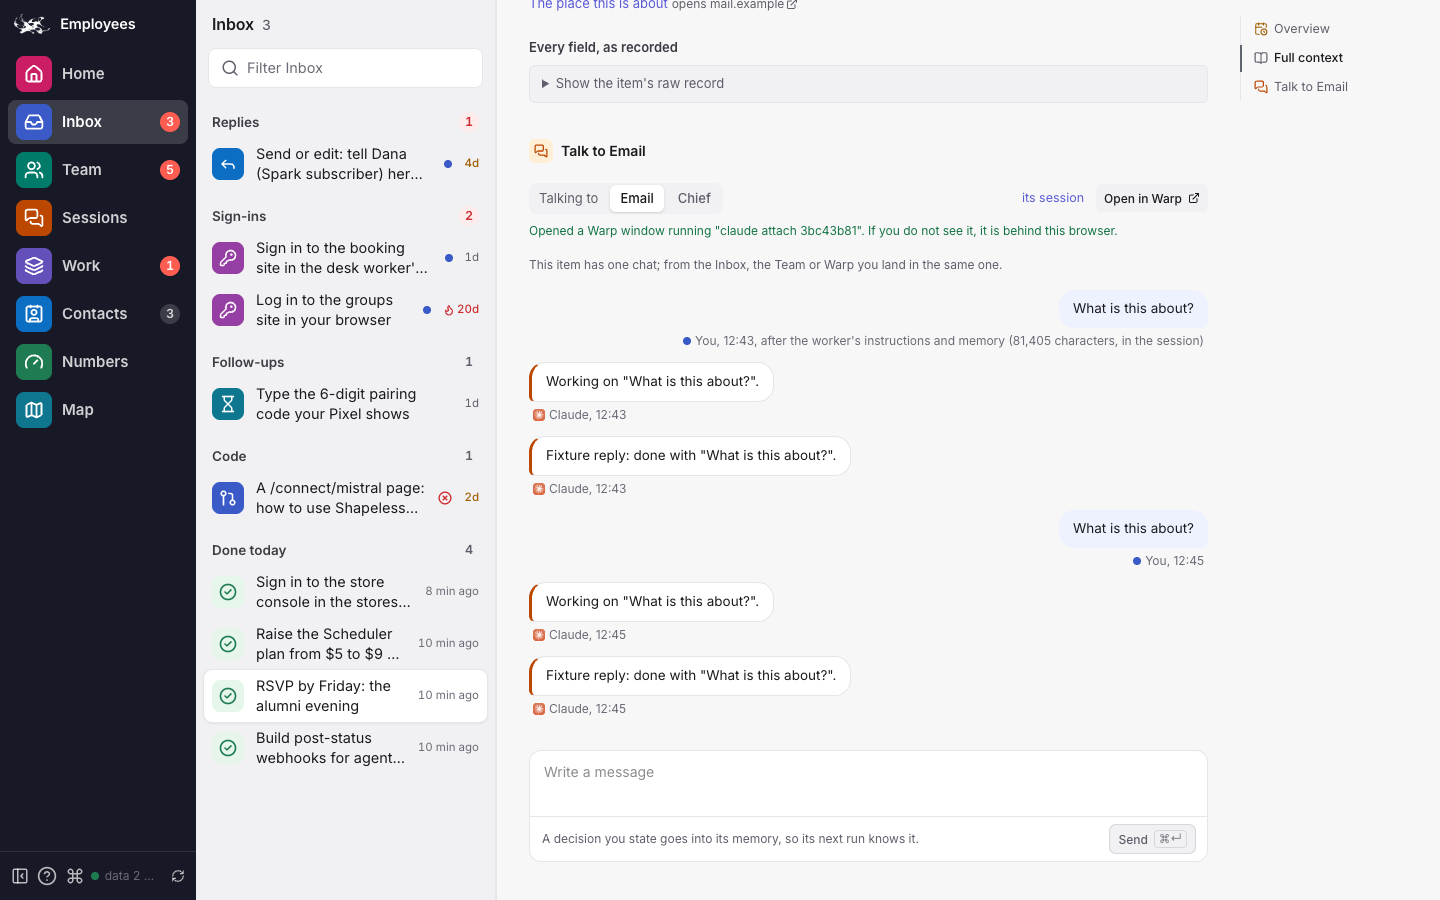 Employees
Home
Inbox 3
Team 5
Sessions
Work 1
Contacts 3
Numbers
Map
data 2 ...
Inbox 3
Filter Inbox
Replies 1
Send or edit: tell Dana
(Spark subscriber) her... 4d
Sign-ins 2
Sign in to the booking
site in the desk worker'... 1d
Log in to the groups
site in your browser 20d
Follow-ups 1
Type the 6-digit pairing
code your Pixel shows 1d
Code 1
A /connect/mistral page:
how to use Shapeless... 2d
Done today 4
Sign in to the store
console in the stores... 8 min ago
Raise the Scheduler
plan from $5 to $9 ... 10 min ago
RSVP by Friday: the
alumni evening 10 min ago
Build post-status
webhooks for agent... 10 min ago
The place this is about opens mail.example
Every field, as recorded
Show the item's raw record
Talk to Email
Talking to Email Chief its session Open in Warp
Opened a Warp window running "claude attach 3bc43b81". If you do not see it, it is behind this browser.
This item has one chat; from the Inbox, the Team or Warp you land in the same one.
What is this about?
You, 12:43, after the worker's instructions and memory (81,405 characters, in the session)
Working on "What is this about?".
Claude, 12:43
Fixture reply: done with "What is this about?".
Claude, 12:43
What is this about?
You, 12:45
Working on "What is this about?".
Claude, 12:45
Fixture reply: done with "What is this about?".
Claude, 12:45
Write a message
A decision you state goes into its memory, so its next run knows it.
Send ⌘↵
Overview
Full context
Talk to Email